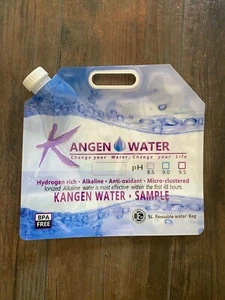 KANGEN WATER
Change your Water, Change your Life
pH 8.5 9.0 9.5
Hydrogen rich • Alkaline • Anti-oxidant • Micro-clustered
Ionized Alkaline water is most effective within the first 48 hours.
KANGEN WATER • SAMPLE
BPA
FREE
5L Reusable water Bag